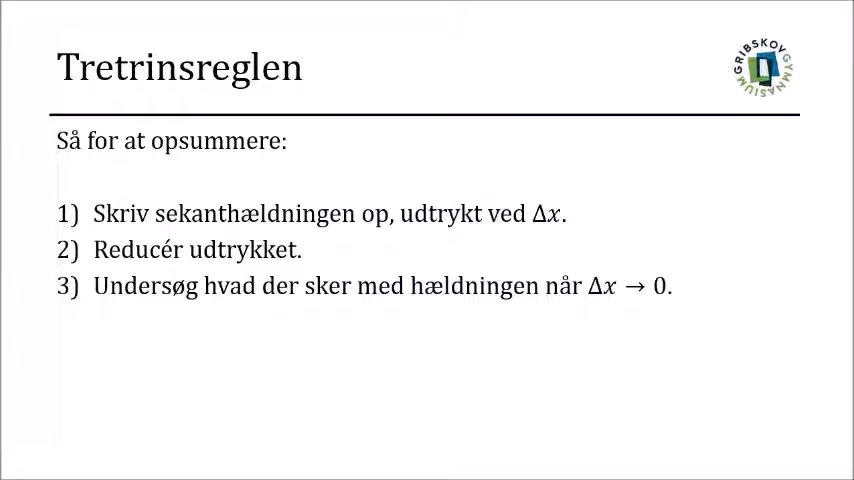 Tretrinsreglen
GRIBSKOV GYMNASIUM
Så for at opsummere:
1) Skriv sekanthældningen op, udtrykt ved Δx.
2) Reducér udtrykket.
3) Undersøg hvad der sker med hældningen når Δx → 0.